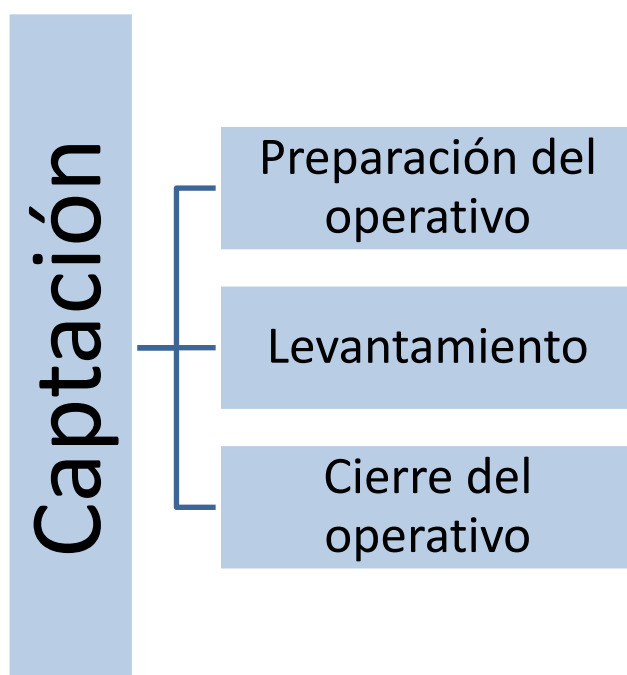 Captación
Preparación del
operativo
Levantamiento
Cierre del
operativo